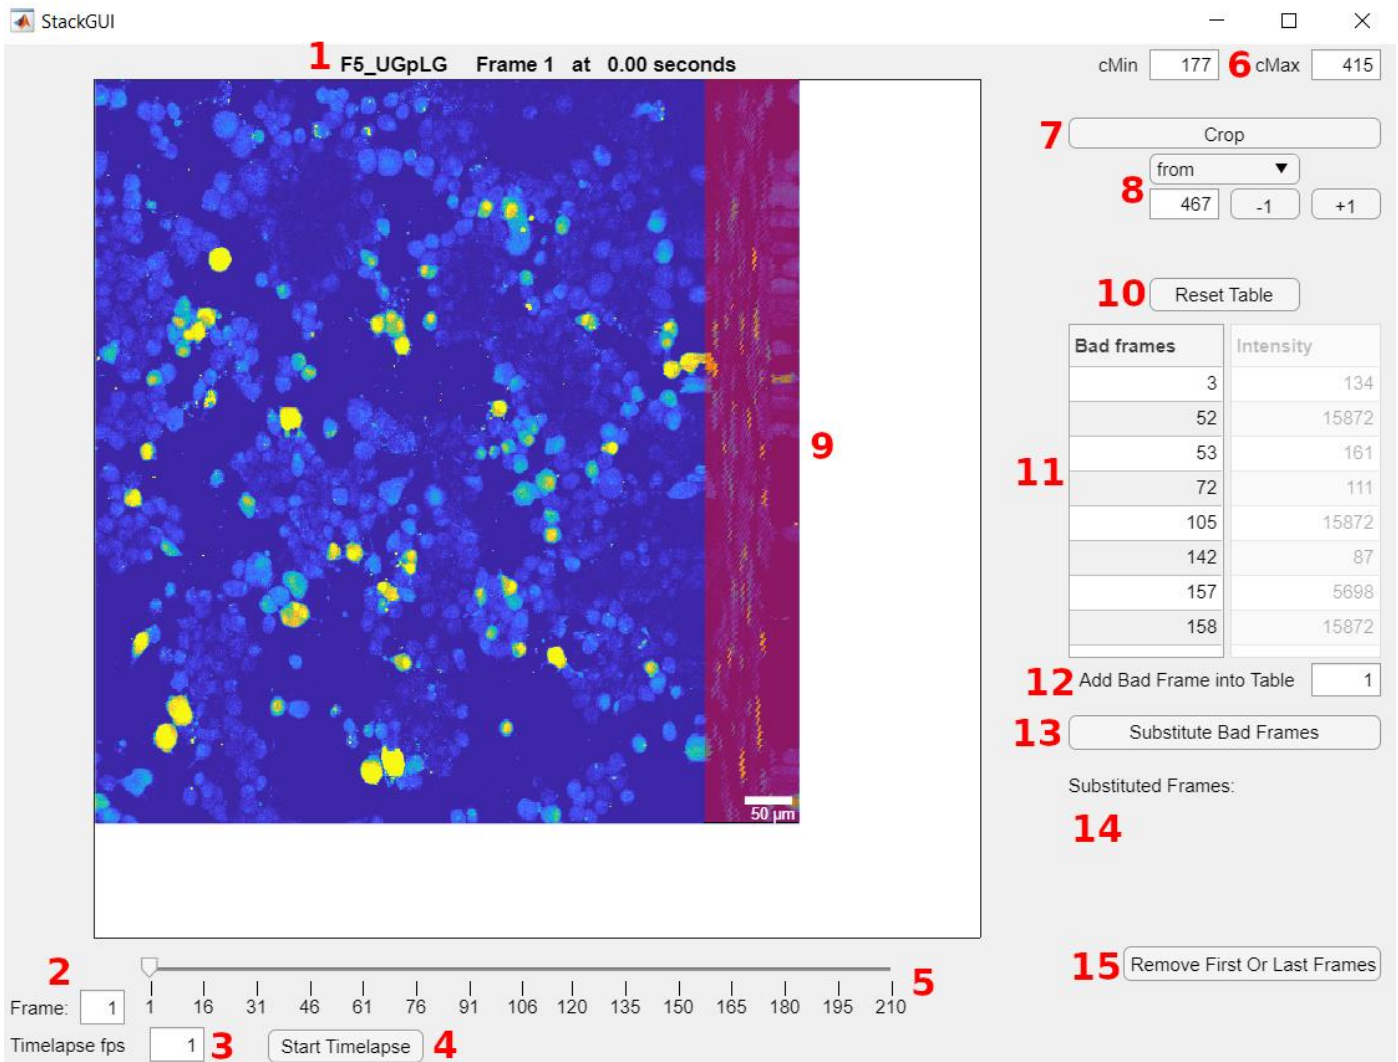 StackGUI
1 F5_UGpLG Frame 1 at 0.00 seconds
cMin 177 6 cMax 415
7 Crop
from
8 467 -1 +1
10 Reset Table
Bad frames Intensity
3 134
52 15872
53 161
72 111
105 15872
142 87
157 5698
158 15872
9
11
12 Add Bad Frame into Table 1
13 Substitute Bad Frames
Substituted Frames:
14
50 µm
15 Remove First Or Last Frames
2
5
Frame: 1
1 16 31 46 61 76 91 106 120 135 150 165 180 195 210
Timelapse fps 1 3 Start Timelapse 4